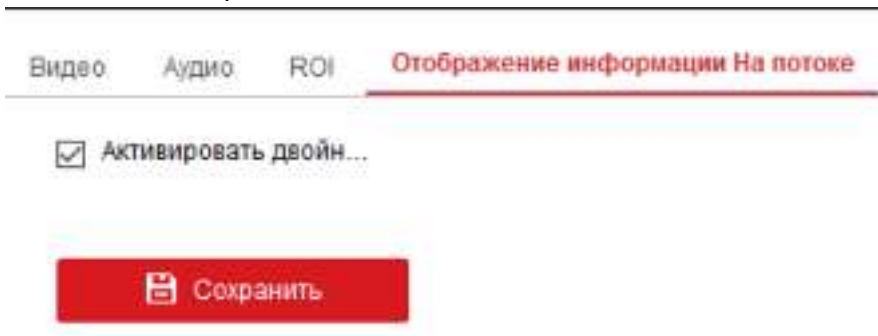 Видео Аудио ROI Отображение информации На потоке
Активировать двойн...
Сохранить